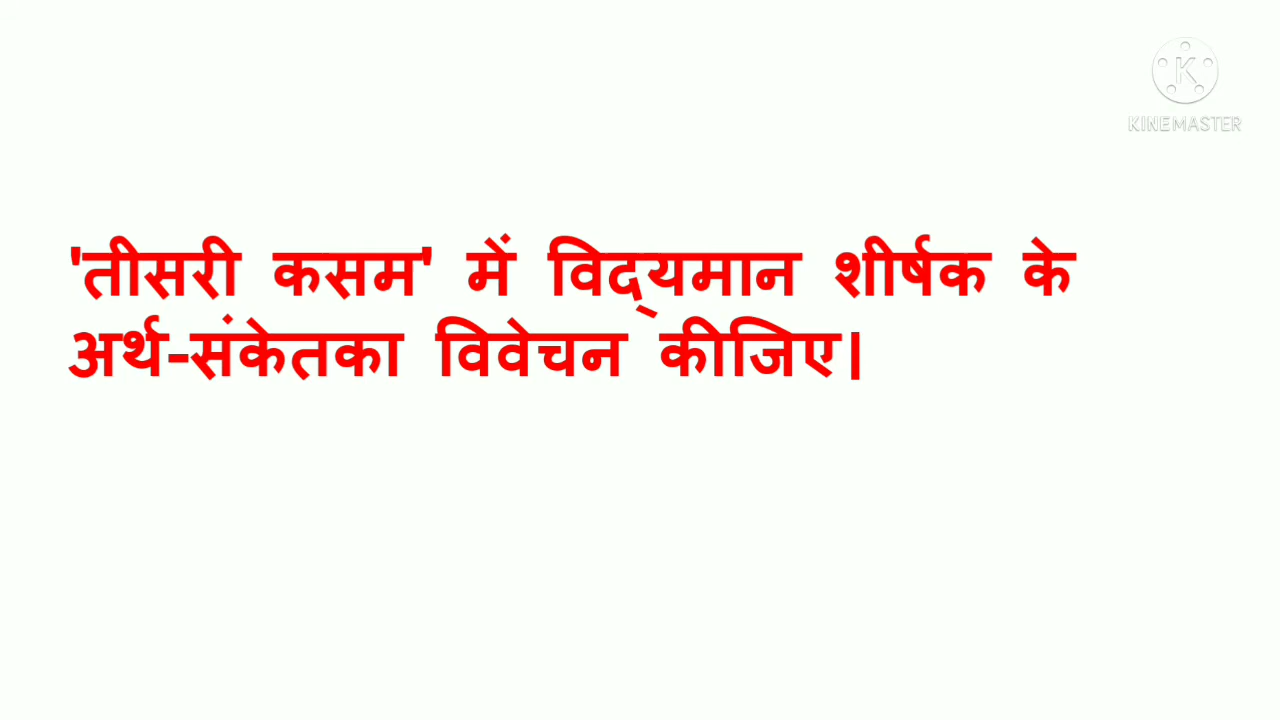 KINEMASTER
'तीसरी कसम' में विद्‌यमान शीर्षक के
अर्थ-संकेतका विवेचन कीजिए।